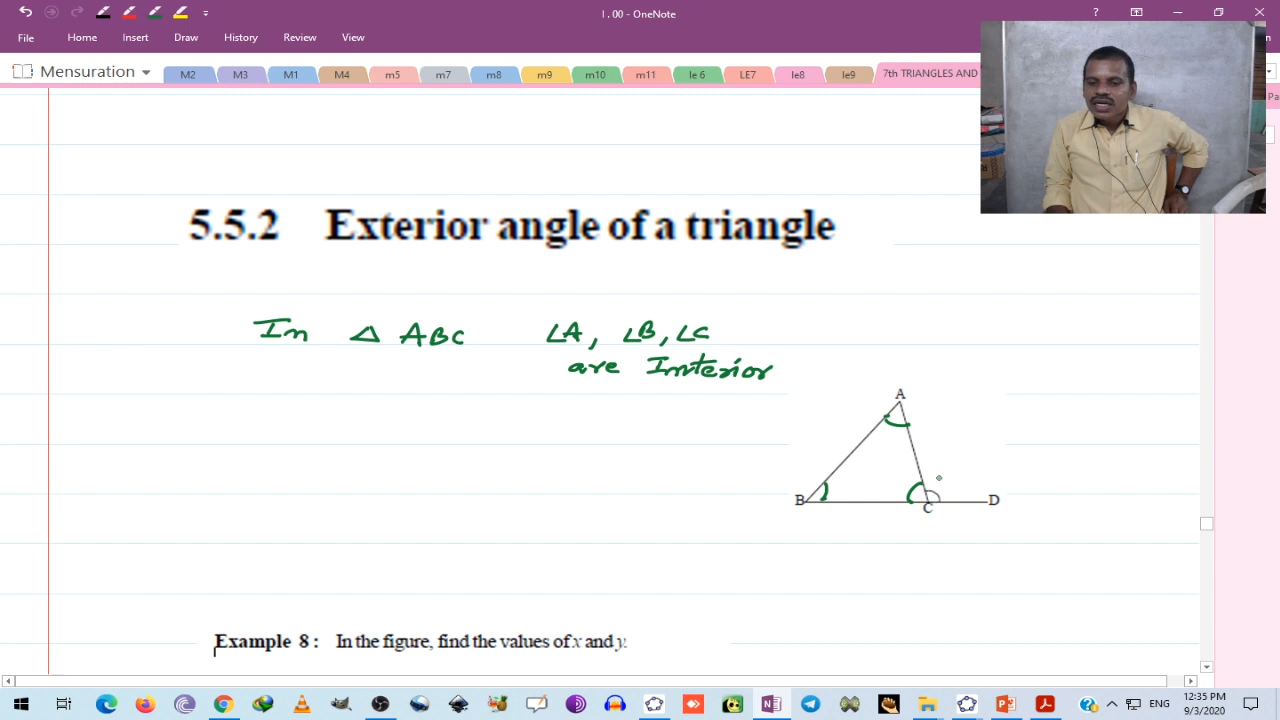 1.00 - OneNote
File Home Insert Draw History Review View
Mensuration M2 M3 M1 M4 m5 m7 m8 m9 m10 m11 le 6 LE7 le8 le9 7th TRIANGLES AND
Pa
5.5.2 Exterior angle of a triangle
In △ ABC ∠A, ∠B, ∠C
are Interior
A
B
C
D
Example 8 : In the figure, find the values of x and y.
12:35 PM
ENG
9/3/2020